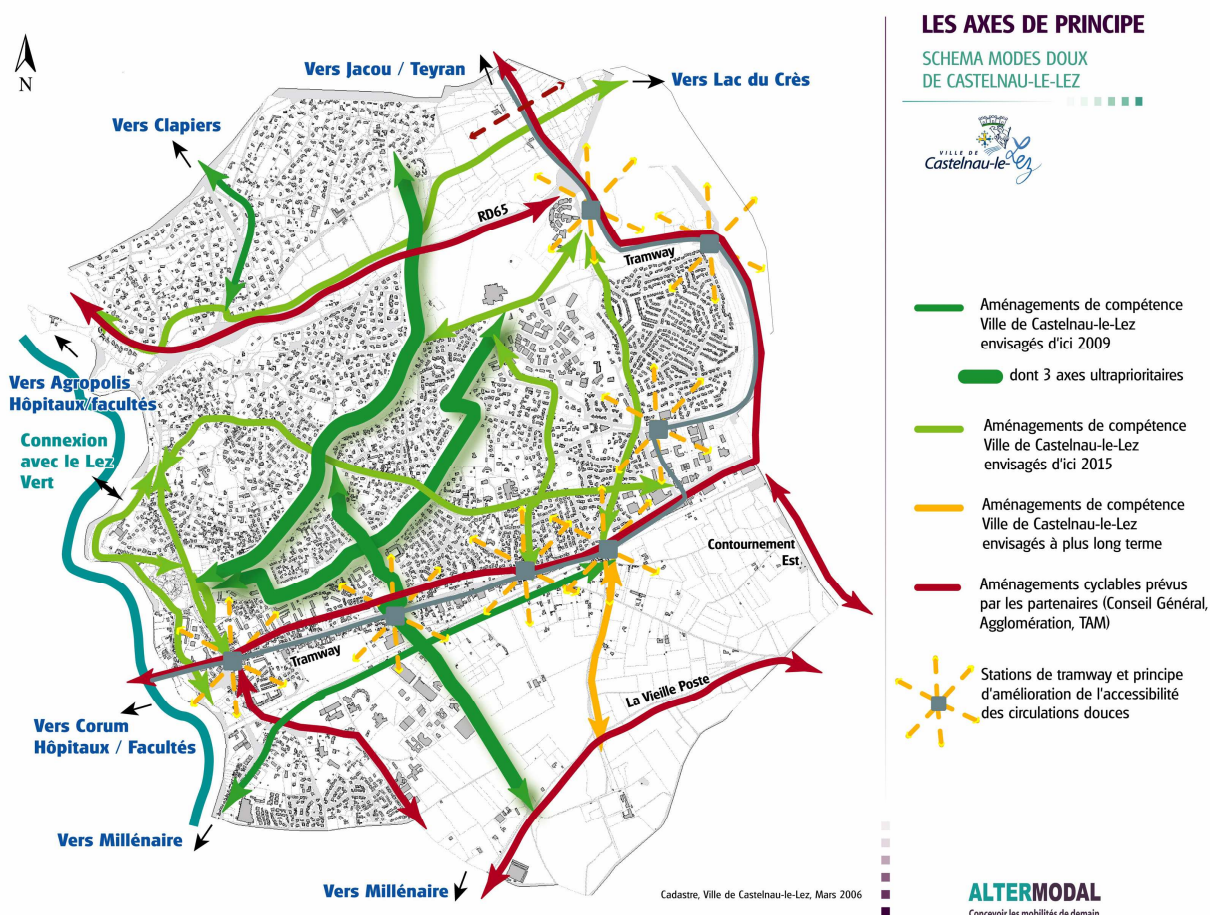 LES AXES DE PRINCIPE
SCHEMA MODES DOUX
DE CASTELNAU-LE-LEZ
VILLE DE
Castelnau-le-Lez
N
Vers Jacou / Teyran
Vers Lac du Crès
Vers Clapiers
RD65
Tramway
Vers Agropolis
Hôpitaux/facultés
Connexion
avec le Lez
Vert
Contournement
Est
Tramway
La Vieille Poste
Vers Corum
Hôpitaux / Facultés
Vers Millénaire
Vers Millénaire
Cadastre, Ville de Castelnau-le-Lez, Mars 2006
Aménagements de compétence
Ville de Castelnau-le-Lez
envisagés d'ici 2009
dont 3 axes ultraprioritaires
Aménagements de compétence
Ville de Castelnau-le-Lez
envisagés d'ici 2015
Aménagements de compétence
Ville de Castelnau-le-Lez
envisagés à plus long terme
Aménagements cyclables prévus
par les partenaires (Conseil Général,
Agglomération, TAM)
Stations de tramway et principe
d'amélioration de l'accessibilité
des circulations douces
ALTERMODAL
Concevoir les mobilités de demain